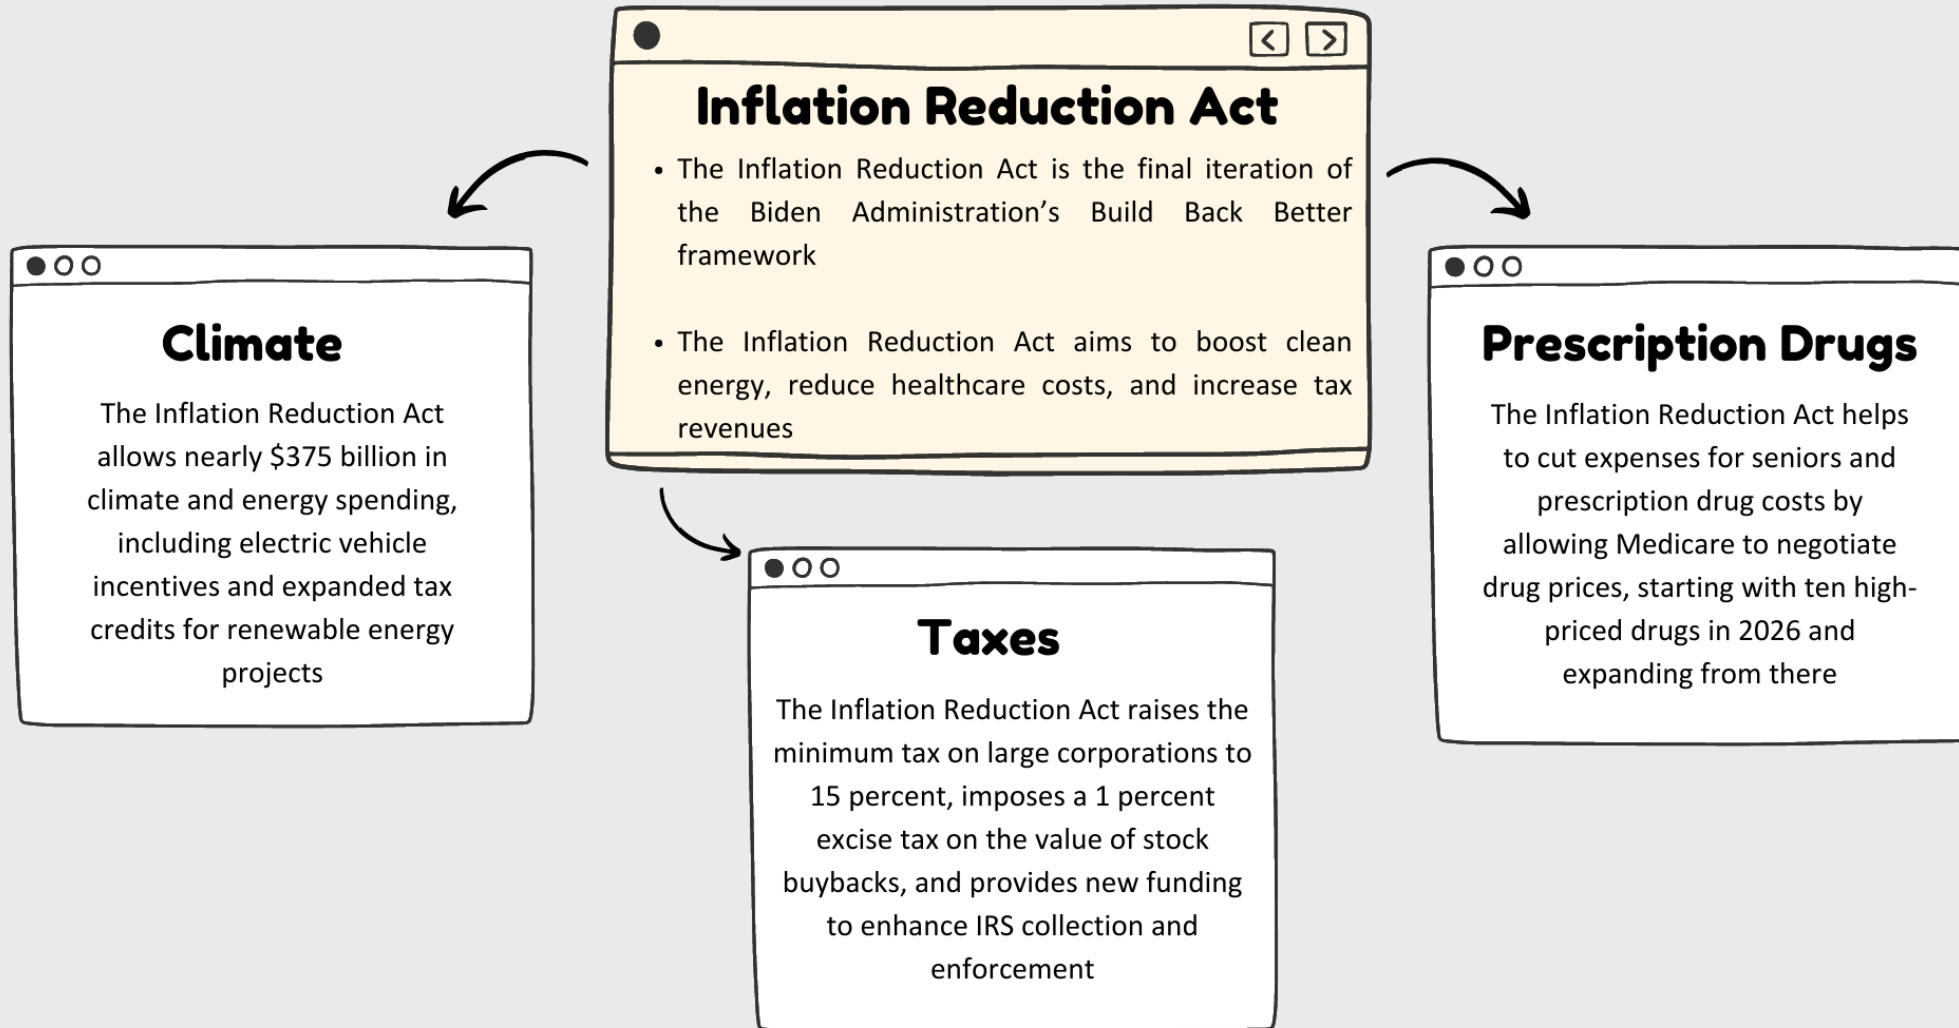 Inflation Reduction Act
• The Inflation Reduction Act is the final iteration of
the Biden Administration’s Build Back Better
framework
• The Inflation Reduction Act aims to boost clean
energy, reduce healthcare costs, and increase tax
revenues
Climate
The Inflation Reduction Act
allows nearly $375 billion in
climate and energy spending,
including electric vehicle
incentives and expanded tax
credits for renewable energy
projects
Taxes
The Inflation Reduction Act raises the
minimum tax on large corporations to
15 percent, imposes a 1 percent
excise tax on the value of stock
buybacks, and provides new funding
to enhance IRS collection and
enforcement
Prescription Drugs
The Inflation Reduction Act helps
to cut expenses for seniors and
prescription drug costs by
allowing Medicare to negotiate
drug prices, starting with ten high-
priced drugs in 2026 and
expanding from there